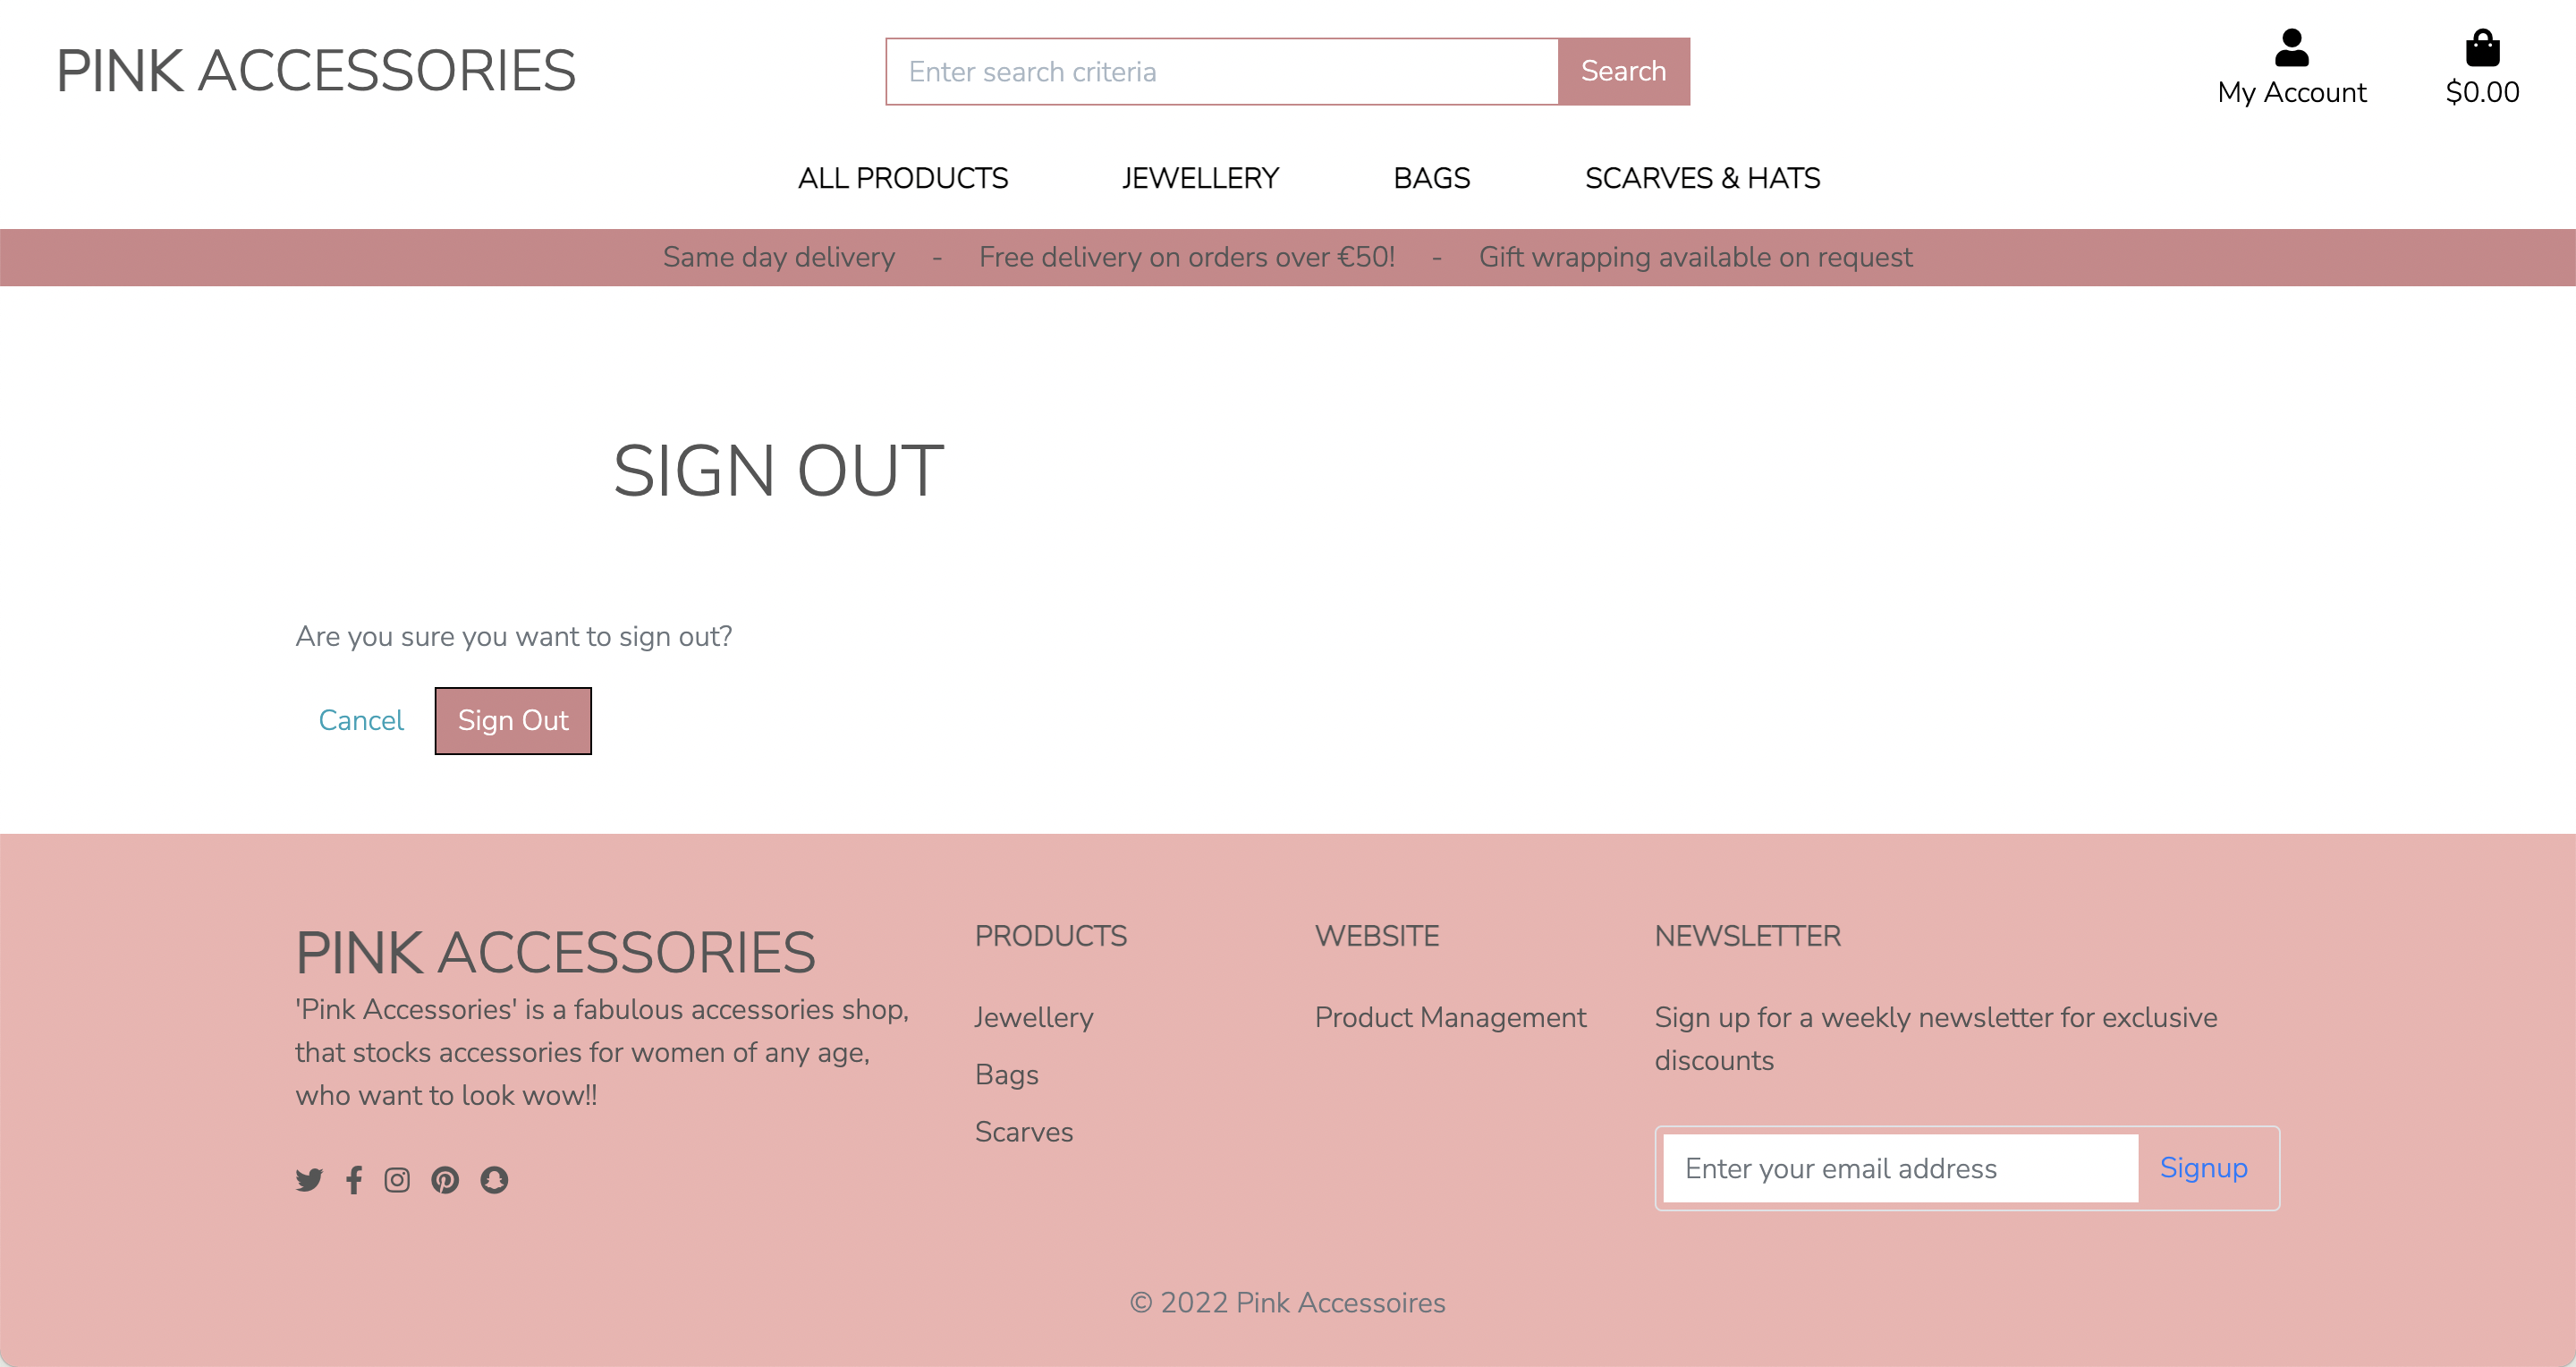 PINK ACCESSORIES
Enter search criteria
Search
My Account
$0.00
ALL PRODUCTS
JEWELLERY
BAGS
SCARVES & HATS
Same day delivery - Free delivery on orders over €50! - Gift wrapping available on request
SIGN OUT
Are you sure you want to sign out?
Cancel
Sign Out
PINK ACCESSORIES
'Pink Accessories' is a fabulous accessories shop,
that stocks accessories for women of any age,
who want to look wow!!
PRODUCTS
Jewellery
Bags
Scarves
WEBSITE
Product Management
NEWSLETTER
Sign up for a weekly newsletter for exclusive
discounts
Enter your email address
Signup
© 2022 Pink Accessoires